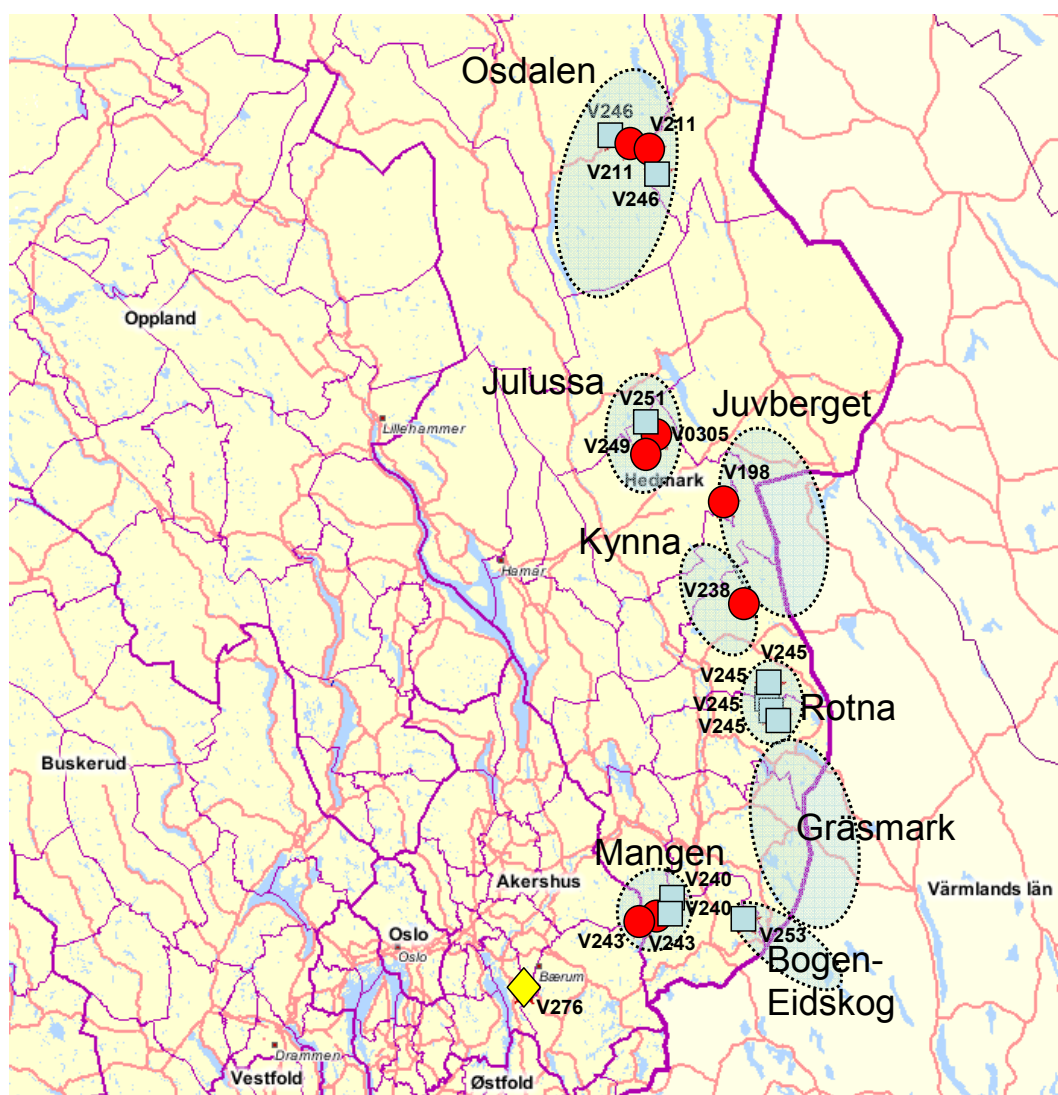 Osdalen
V246
V211
V211
V246
Oppland
Julussa
V251
Juvberget
Lillehammer
V0305
V249
V198
Hedmark
Kynna
Hamar
V238
V245
V245
V245
V245
Rotna
Buskerud
Gräsmark
Mangen
Akershus
V240
V240
Värmlands län
Oslo
Oslo
V243
V243
V253
Bogen-
Eidskog
Bærum
V276
Drammen
Vestfold
Østfold